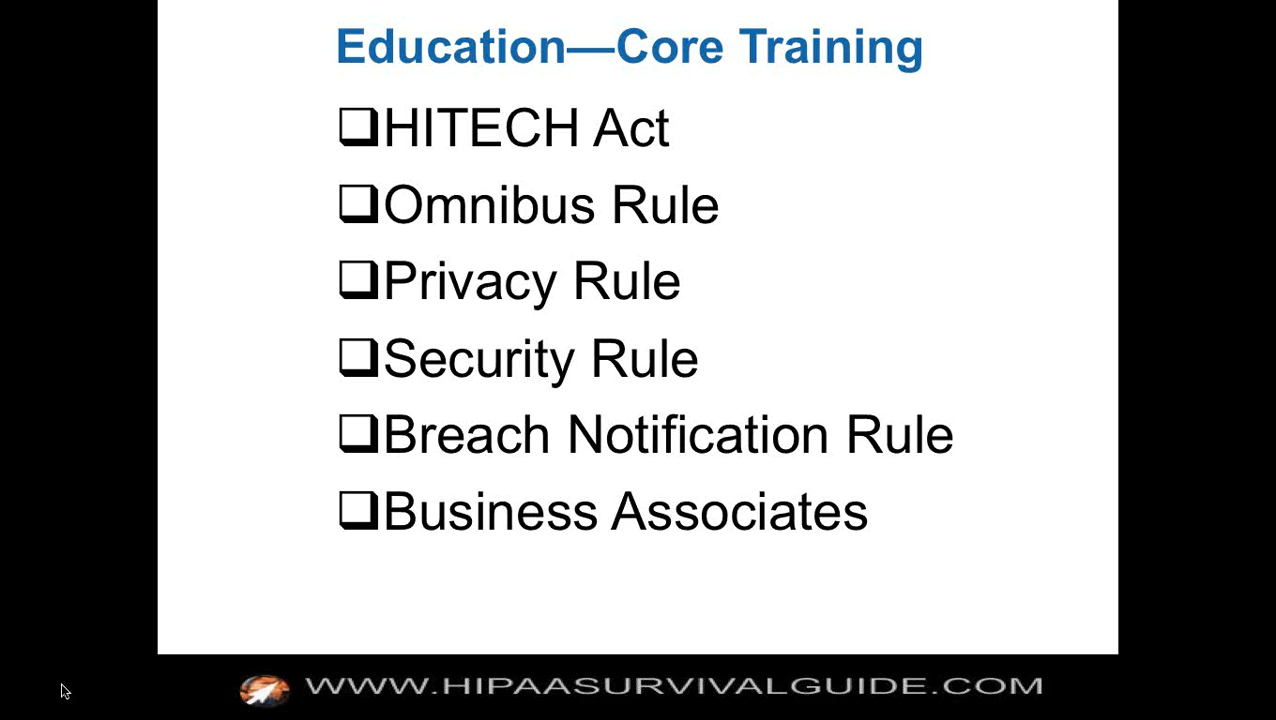 Education—Core Training
❑HITECH Act
❑Omnibus Rule
❑Privacy Rule
❑Security Rule
❑Breach Notification Rule
❑Business Associates
WWW.HIPAASURVIVALGUIDE.COM